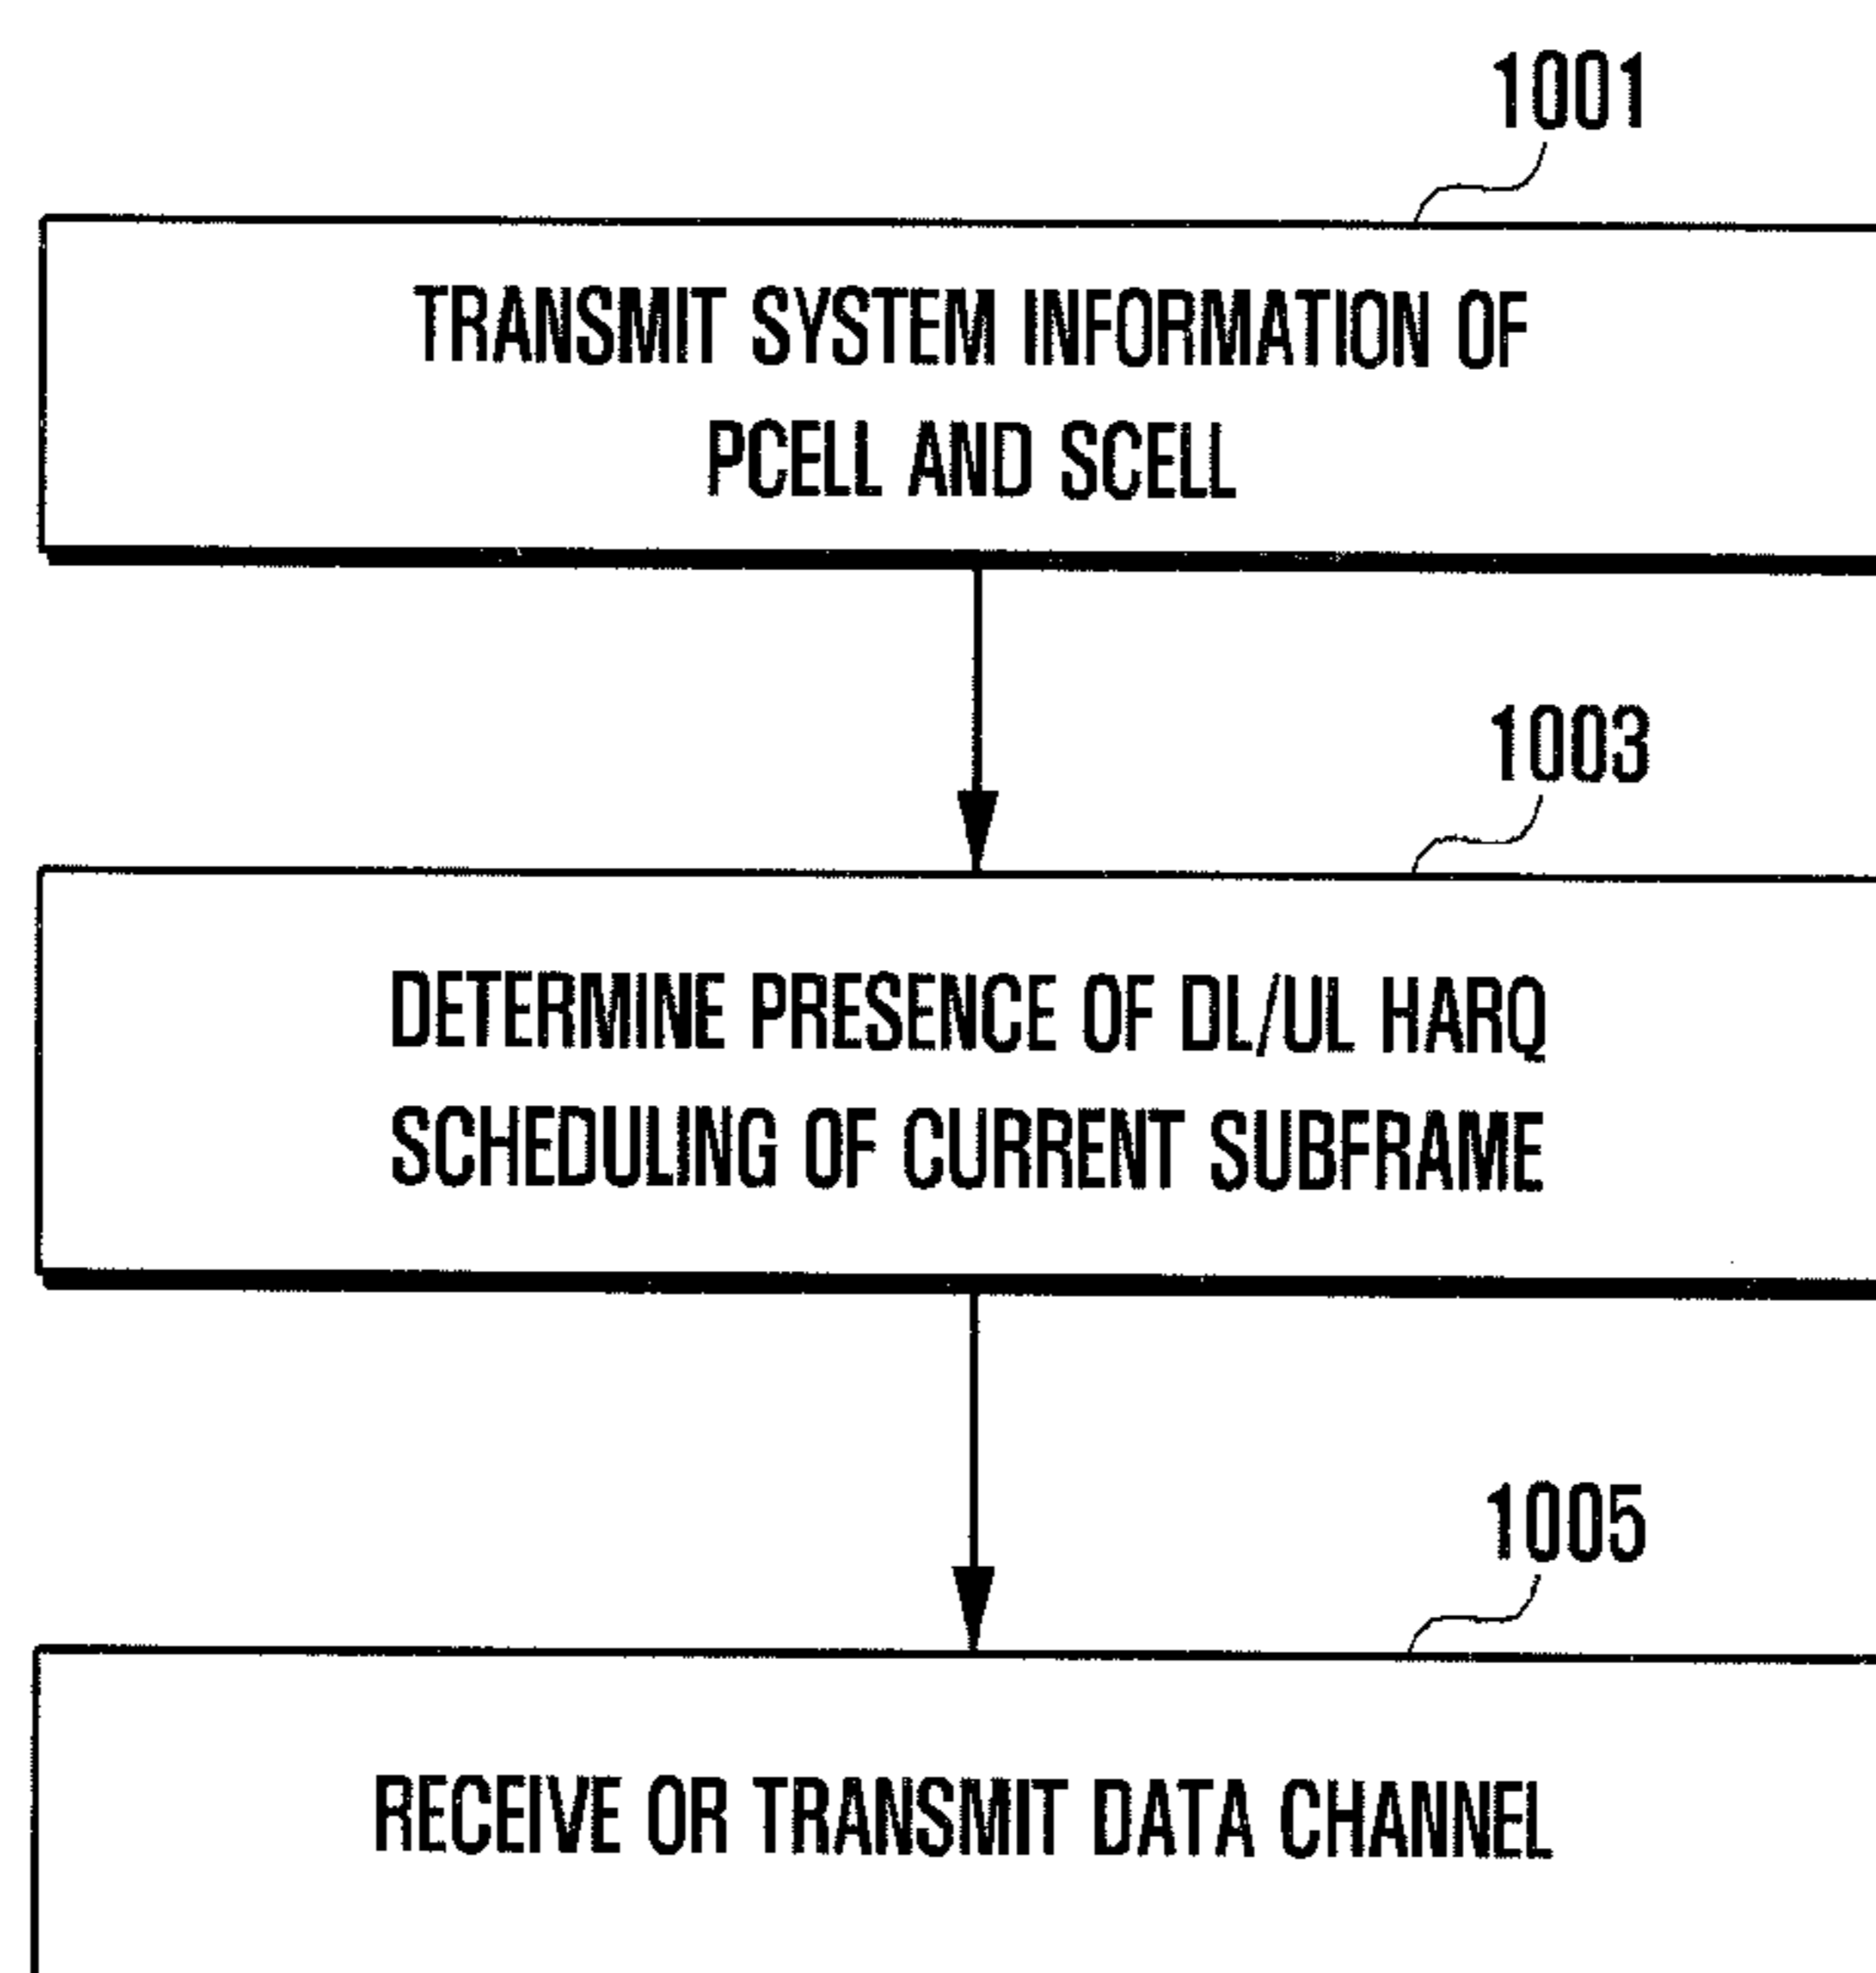 1001
TRANSMIT SYSTEM INFORMATION OF
PCELL AND SCELL
1003
DETERMINE PRESENCE OF DL/UL HARQ
SCHEDULING OF CURRENT SUBFRAME
1005
RECEIVE OR TRANSMIT DATA CHANNEL